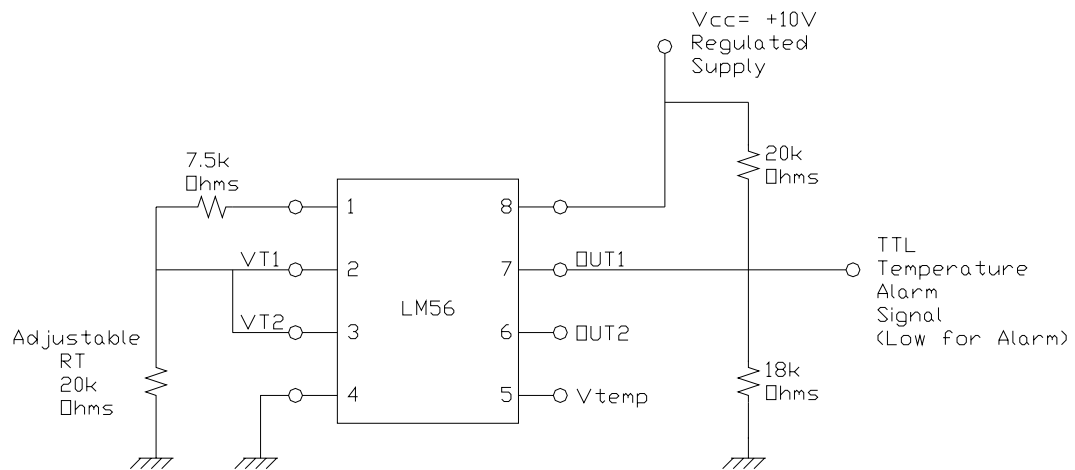 Vcc= +10V
Regulated
Supply
7.5k
Ohms
20k
Ohms
1
8
VT1
2
7
OUT1
TTL
Temperature
Alarm
Signal
(Low for Alarm)
LM56
VT2
3
6
OUT2
Adjustable
RT
20k
Ohms
4
5
Vtemp
18k
Ohms